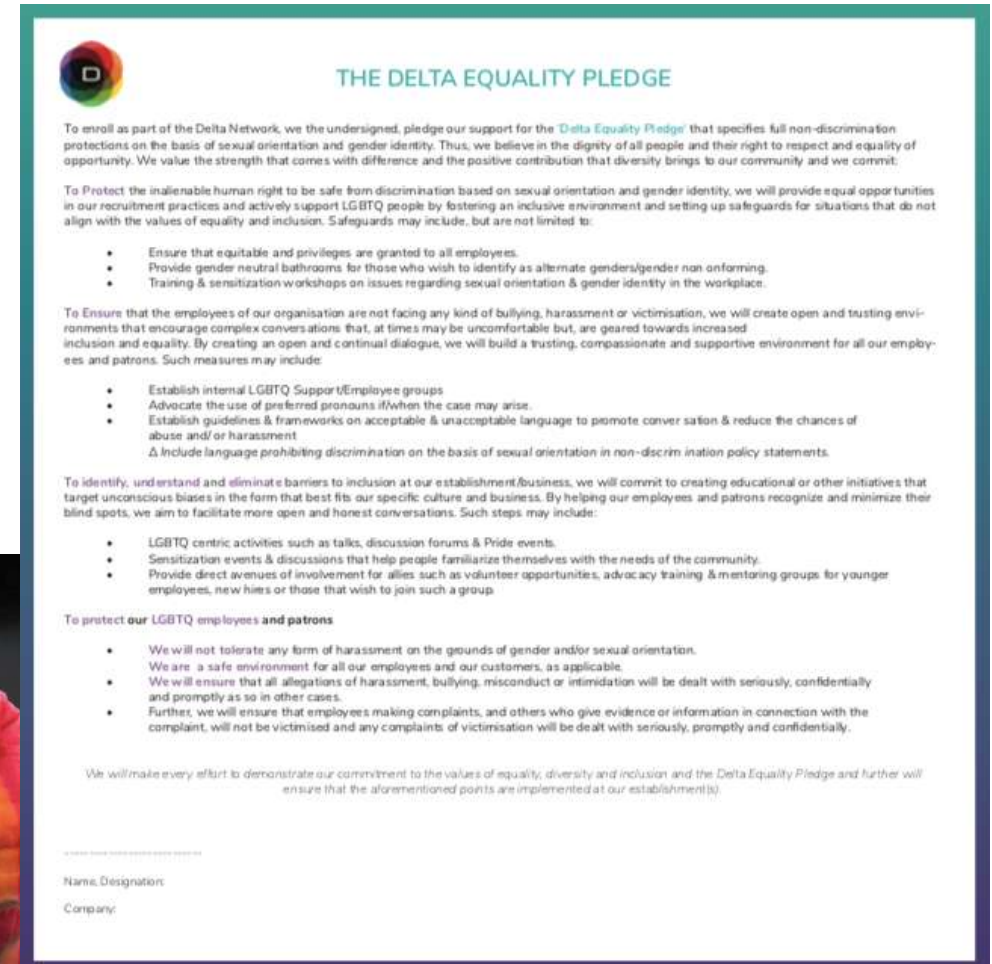 D
THE DELTA EQUALITY PLEDGE
To enroll as part of the Delta Network, we the undersigned, pledge our support for the 'Delta Equality Pledge' that specifies full non-discrimination
protections on the basis of sexual orientation and gender identity. Thus, we believe in the dignity of all people and their right to respect and equality of
opportunity. We value the strength that comes with difference and the positive contribution that diversity brings to our community and we commit:
To Protect the inalienable human right to be safe from discrimination based on sexual orientation and gender identity, we will provide equal opportunities
in our recruitment practices and actively support LGBTQ people by fostering an inclusive environment and setting up safeguards for situations that do not
align with the values of equality and inclusion. Safeguards may include, but are not limited to:
• Ensure that equitable and privileges are granted to all employees.
• Provide gender neutral bathrooms for those who wish to identify as alternate genders/gender non onforming.
• Training & sensitization workshops on issues regarding sexual orientation & gender identity in the workplace.
To Ensure that the employees of our organisation are not facing any kind of bullying, harassment or victimisation, we will create open and trusting envi-
ronments that encourage complex conversations that, at times may be uncomfortable but, are geared towards increased
inclusion and equality. By creating an open and continual dialogue, we will build a trusting, compassionate and supportive environment for all our employ-
ees and patrons. Such measures may include:
• Establish internal LGBTQ Support/Employee groups
• Advocate the use of preferred pronouns if/when the case may arise.
• Establish guidelines & frameworks on acceptable & unacceptable language to promote conver sation & reduce the chances of
abuse and/ or harassment
Δ Include language prohibiting discrimination on the basis of sexual orientation in non-discrim ination policy statements.
To identify, understand and eliminate barriers to inclusion at our establishment/business, we will commit to creating educational or other initiatives that
target unconscious biases in the form that best fits our specific culture and business. By helping our employees and patrons recognize and minimize their
blind spots, we aim to facilitate more open and honest conversations. Such steps may include:
• LGBTQ centric activities such as talks, discussion forums & Pride events.
• Sensitization events & discussions that help people familiarize themselves with the needs of the community.
• Provide direct avenues of involvement for allies such as volunteer opportunities, advocacy training & mentoring groups for younger
employees, new hires or those that wish to join such a group
To protect our LGBTQ employees and patrons
• We will not tolerate any form of harassment on the grounds of gender and/or sexual orientation.
We are a safe environment for all our employees and our customers, as applicable.
• We will ensure that all allegations of harassment, bullying, misconduct or intimidation will be dealt with seriously, confidentially
and promptly as so in other cases.
• Further, we will ensure that employees making complaints, and others who give evidence or information in connection with the
complaint, will not be victimised and any complaints of victimisation will be dealt with seriously, promptly and confidentially.
We will make every effort to demonstrate our commitment to the values of equality, diversity and inclusion and the Delta Equality Pledge and further will
ensure that the aforementioned points are implemented at our establishment(s).
Name, Designation:
Company: